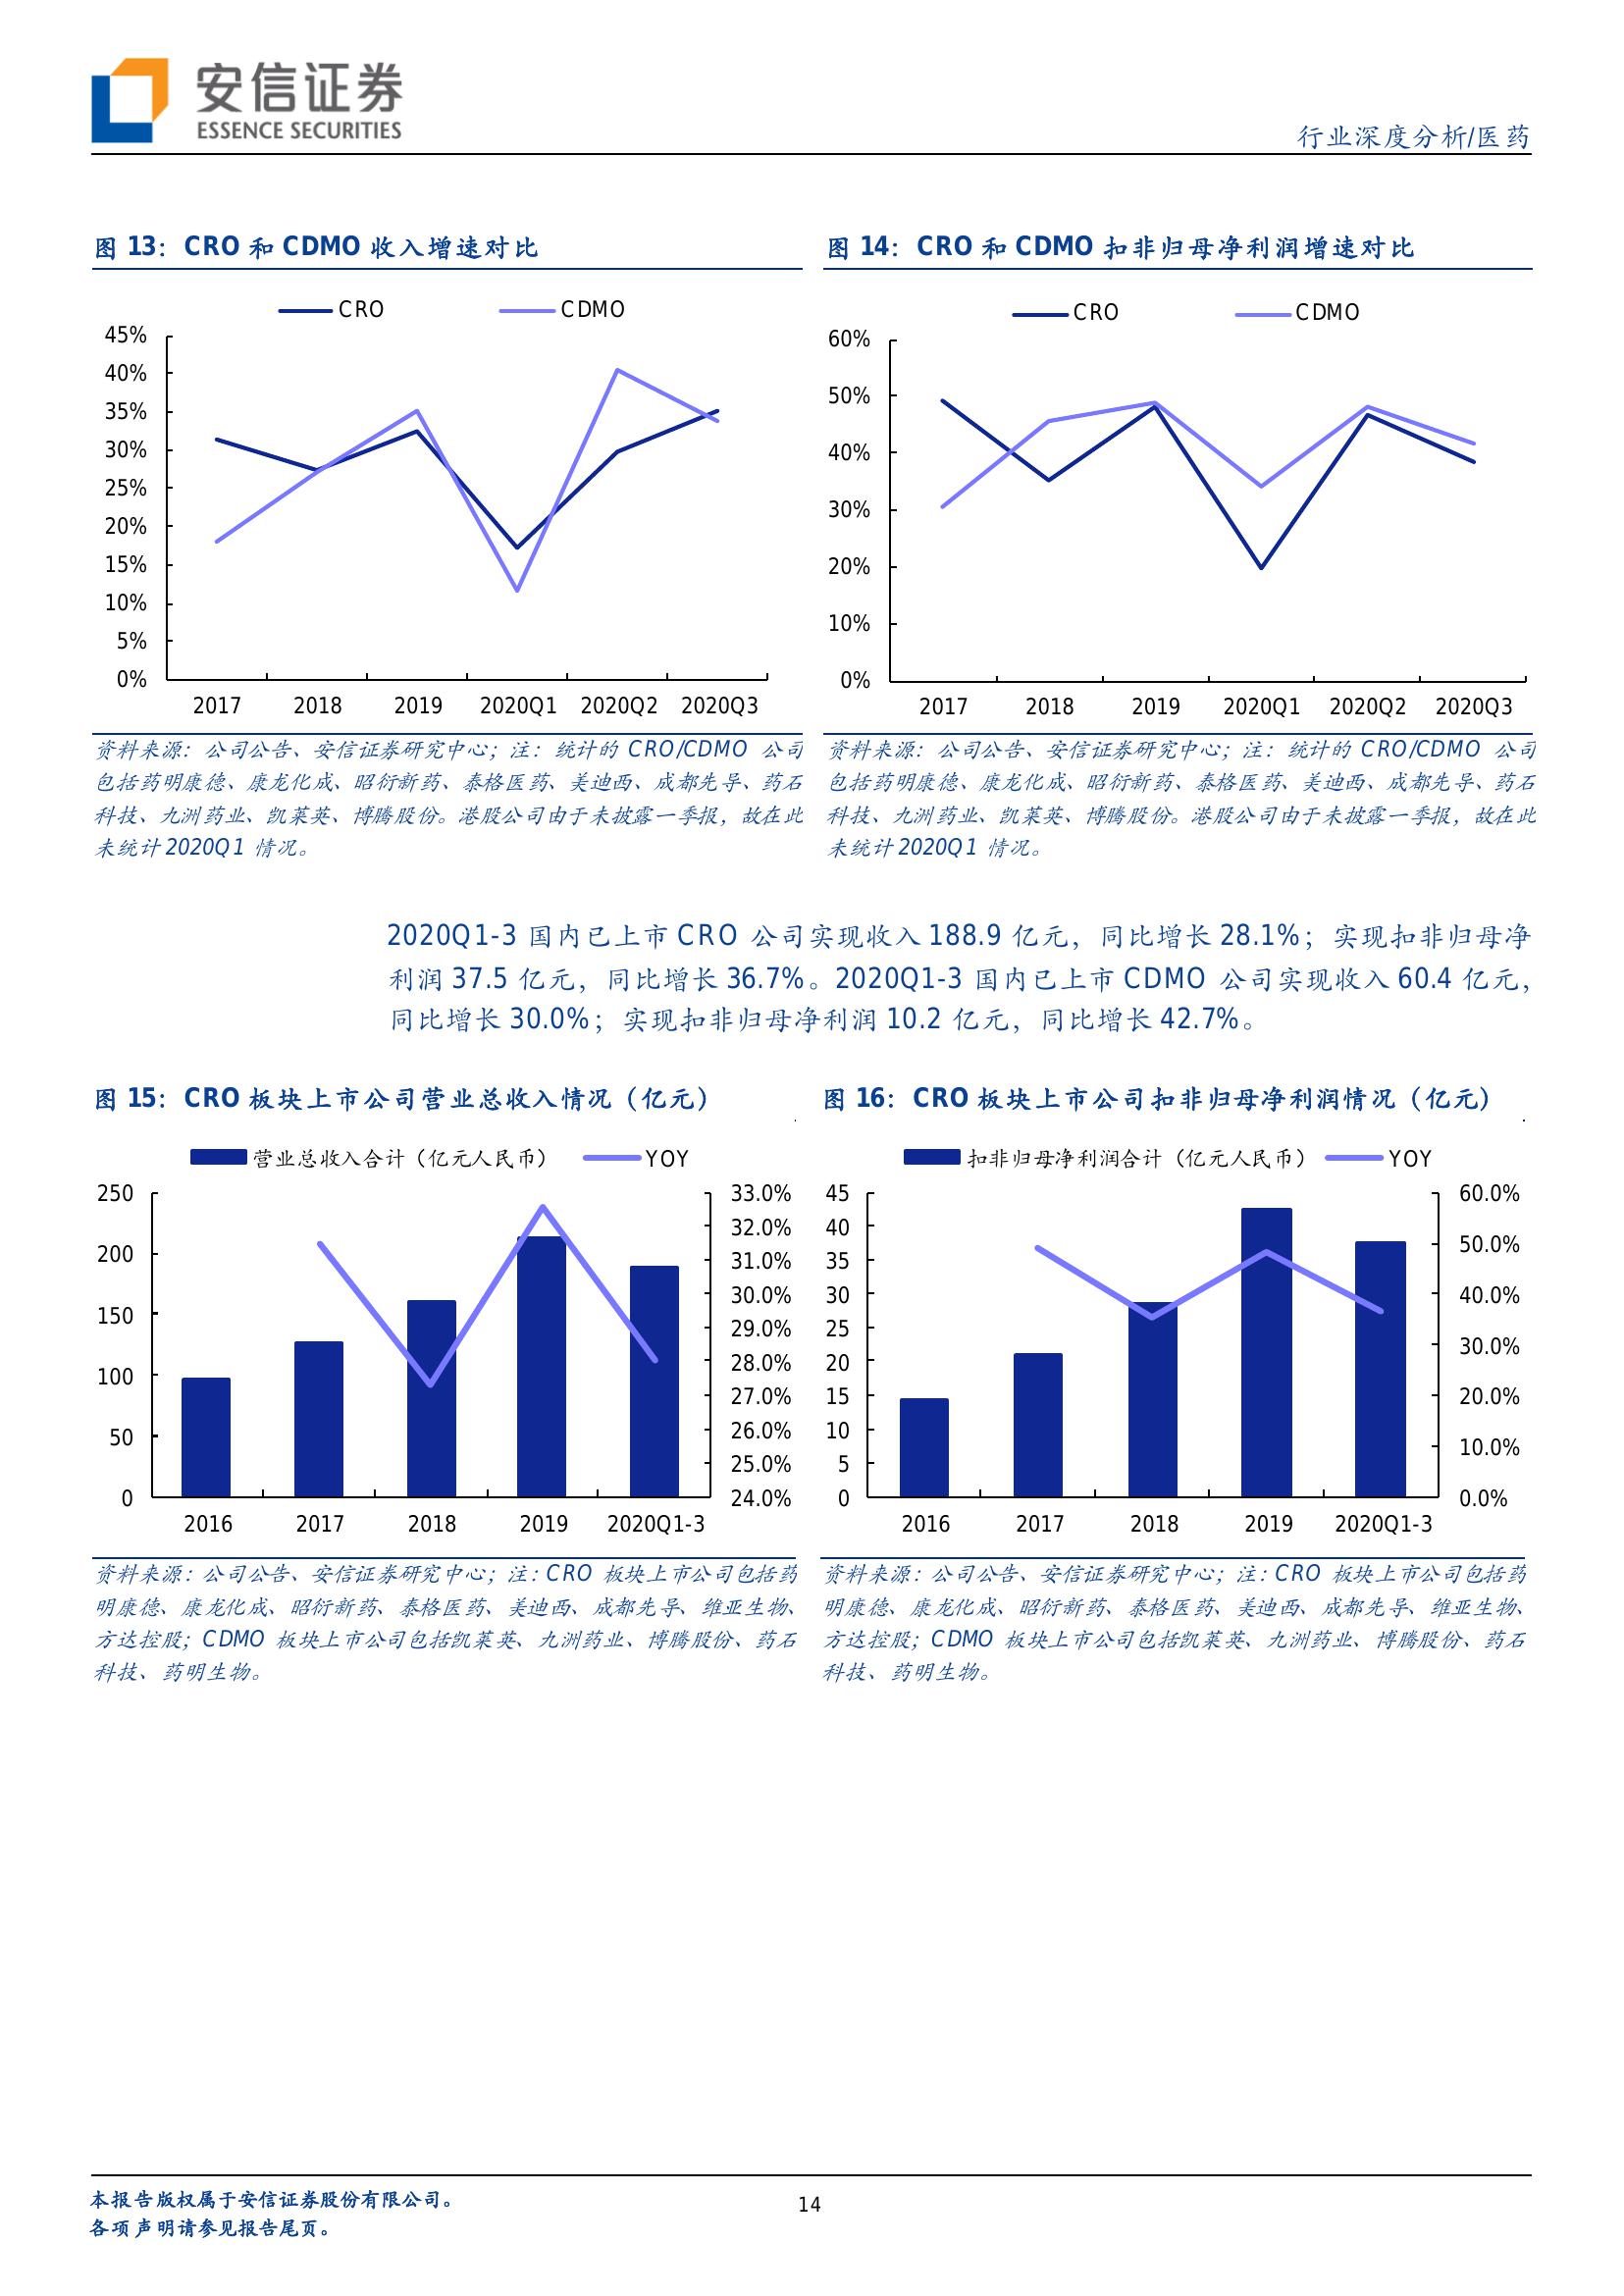 安信证券
ESSENCE SECURITIES
行业深度分析/医药
图 13：CRO 和 CDMO 收入增速对比
CRO
CDMO
45%
40%
35%
30%
25%
20%
15%
10%
5%
0%
2017 2018 2019 2020Q1 2020Q2 2020Q3
资料来源：公司公告、安信证券研究中心；注：统计的 CRO/CDMO 公司
包括药明康德、康龙化成、昭衍新药、泰格医药、美迪西、成都先导、药石
科技、九洲药业、凯莱英、博腾股份。港股公司由于未披露一季报，故在此
未统计 2020Q1 情况。
图 14：CRO 和 CDMO 扣非归母净利润增速对比
CRO
CDMO
60%
50%
40%
30%
20%
10%
0%
2017 2018 2019 2020Q1 2020Q2 2020Q3
资料来源：公司公告、安信证券研究中心；注：统计的 CRO/CDMO 公司
包括药明康德、康龙化成、昭衍新药、泰格医药、美迪西、成都先导、药石
科技、九洲药业、凯莱英、博腾股份。港股公司由于未披露一季报，故在此
未统计 2020Q1 情况。
2020Q1-3 国内已上市 CRO 公司实现收入 188.9 亿元，同比增长 28.1%；实现扣非归母净
利润 37.5 亿元，同比增长 36.7%。2020Q1-3 国内已上市 CDMO 公司实现收入 60.4 亿元，
同比增长 30.0%；实现扣非归母净利润 10.2 亿元，同比增长 42.7%。
图 15：CRO 板块上市公司营业总收入情况（亿元）
营业总收入合计（亿元人民币）
YOY
250
200
150
100
50
0
33.0%
32.0%
31.0%
30.0%
29.0%
28.0%
27.0%
26.0%
25.0%
24.0%
2016 2017 2018 2019 2020Q1-3
资料来源：公司公告、安信证券研究中心；注：CRO 板块上市公司包括药
明康德、康龙化成、昭衍新药、泰格医药、美迪西、成都先导、维亚生物、
方达控股；CDMO 板块上市公司包括凯莱英、九洲药业、博腾股份、药石
科技、药明生物。
图 16：CRO 板块上市公司扣非归母净利润情况（亿元）
扣非归母净利润合计（亿元人民币）
YOY
45
40
35
30
25
20
15
10
5
0
60.0%
50.0%
40.0%
30.0%
20.0%
10.0%
0.0%
2016 2017 2018 2019 2020Q1-3
资料来源：公司公告、安信证券研究中心；注：CRO 板块上市公司包括药
明康德、康龙化成、昭衍新药、泰格医药、美迪西、成都先导、维亚生物、
方达控股；CDMO 板块上市公司包括凯莱英、九洲药业、博腾股份、药石
科技、药明生物。
本报告版权属于安信证券股份有限公司。
各项声明请参见报告尾页。
14